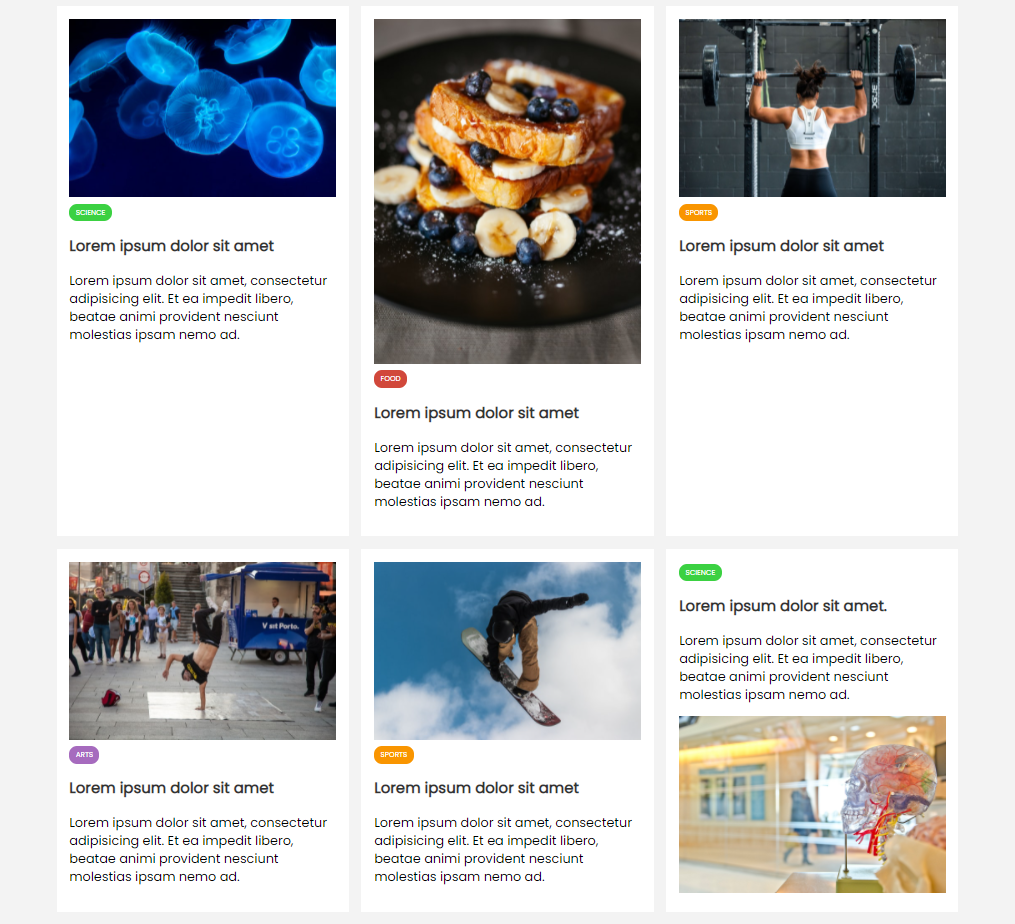 SCIENCE
Lorem ipsum dolor sit amet
Lorem ipsum dolor sit amet, consectetur
adipisicing elit. Et ea impedit libero,
beatae animi provident nesciunt
molestias ipsam nemo ad.
FOOD
Lorem ipsum dolor sit amet
Lorem ipsum dolor sit amet, consectetur
adipisicing elit. Et ea impedit libero,
beatae animi provident nesciunt
molestias ipsam nemo ad.
SPORTS
Lorem ipsum dolor sit amet
Lorem ipsum dolor sit amet, consectetur
adipisicing elit. Et ea impedit libero,
beatae animi provident nesciunt
molestias ipsam nemo ad.
ARTS
Lorem ipsum dolor sit amet
Lorem ipsum dolor sit amet, consectetur
adipisicing elit. Et ea impedit libero,
beatae animi provident nesciunt
molestias ipsam nemo ad.
SPORTS
Lorem ipsum dolor sit amet
Lorem ipsum dolor sit amet, consectetur
adipisicing elit. Et ea impedit libero,
beatae animi provident nesciunt
molestias ipsam nemo ad.
SCIENCE
Lorem ipsum dolor sit amet.
Lorem ipsum dolor sit amet, consectetur
adipisicing elit. Et ea impedit libero,
beatae animi provident nesciunt
molestias ipsam nemo ad.